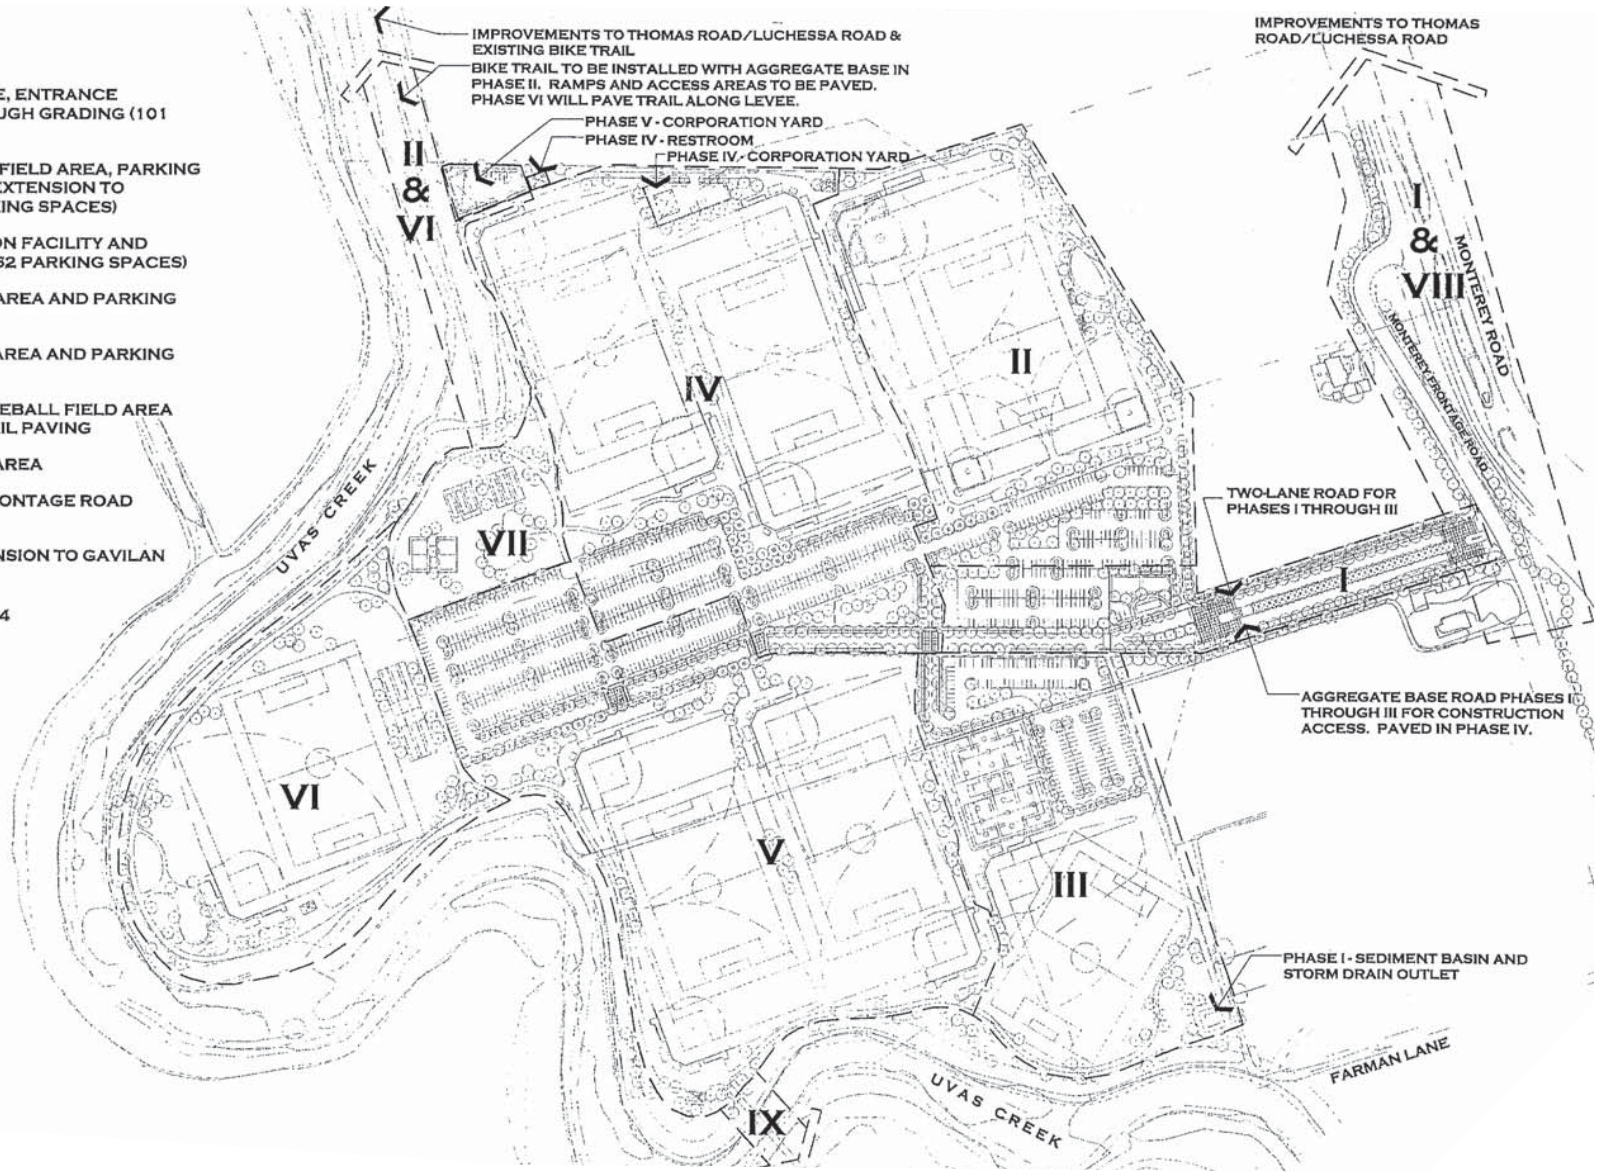 E, ENTRANCE
UGH GRADING (101
FIELD AREA, PARKING
EXTENSION TO
KING SPACES)
ON FACILITY AND
62 PARKING SPACES)
AREA AND PARKING
AREA AND PARKING
EBALL FIELD AREA
IL PAVING
AREA
ONTAGE ROAD
NSION TO GAVILAN
4
IMPROVEMENTS TO THOMAS ROAD/LUCHESSA ROAD &
EXISTING BIKE TRAIL
BIKE TRAIL TO BE INSTALLED WITH AGGREGATE BASE IN
PHASE II. RAMPS AND ACCESS AREAS TO BE PAVED.
PHASE VI WILL PAVE TRAIL ALONG LEVEE.
PHASE V - CORPORATION YARD
PHASE IV - RESTROOM
PHASE IV - CORPORATION YARD
IMPROVEMENTS TO THOMAS
ROAD/LUCHESSA ROAD
II
&
VI
I
&
VIII
MONTEREY ROAD
MONTEREY FRONTAGE ROAD
IV
II
UVAS CREEK
VII
TWO-LANE ROAD FOR
PHASES I THROUGH III
I
AGGREGATE BASE ROAD PHASES I
THROUGH III FOR CONSTRUCTION
ACCESS. PAVED IN PHASE IV.
VI
V
III
PHASE I - SEDIMENT BASIN AND
STORM DRAIN OUTLET
FARMAN LANE
UVAS CREEK
IX